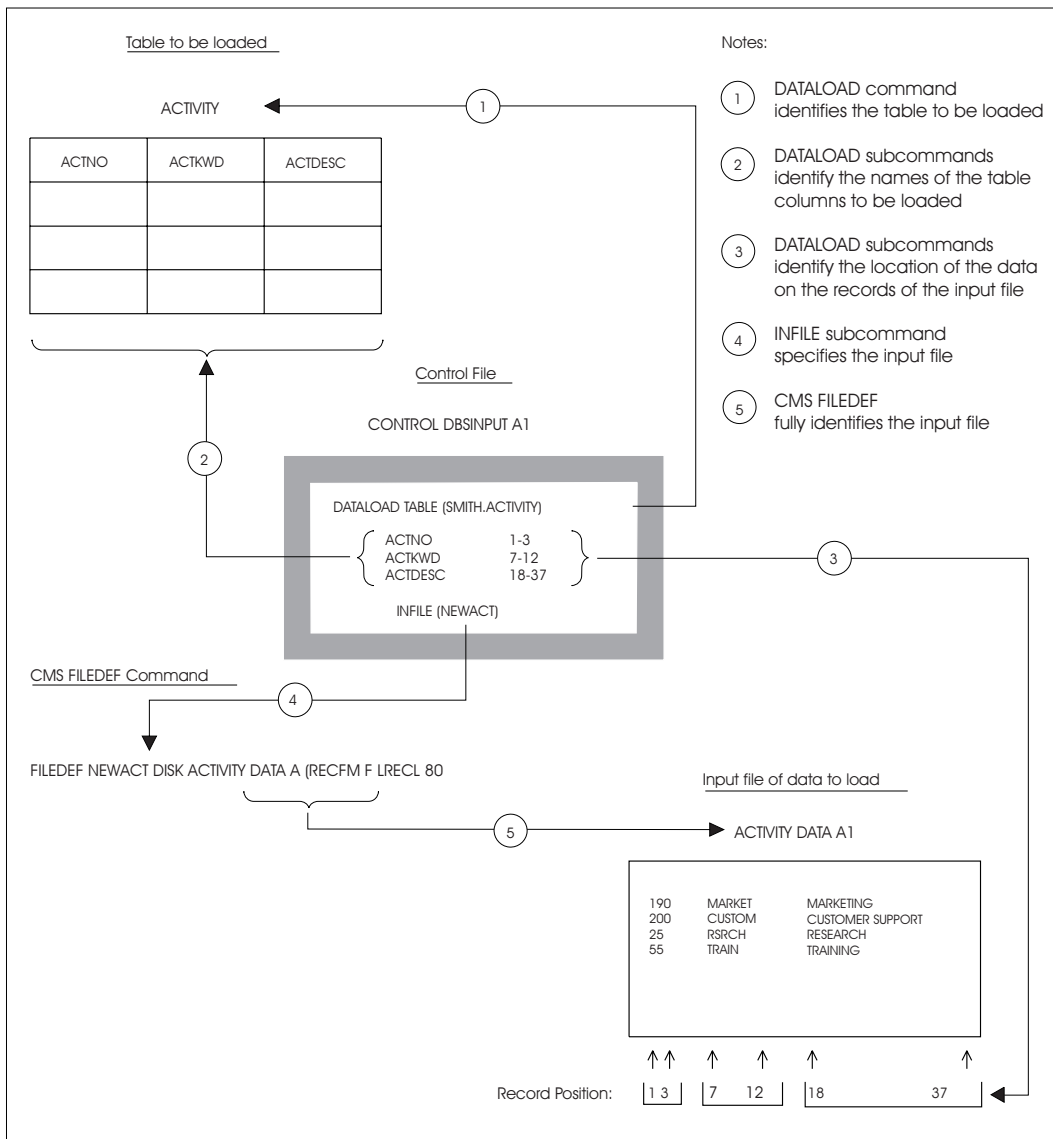 Table to be loaded
ACTIVITY
1
ACTNO ACTKWD ACTDESC
2
Notes:
1 DATALOAD command
identifies the table to be loaded
2 DATALOAD subcommands
identify the names of the table
columns to be loaded
3 DATALOAD subcommands
identify the location of the data
on the records of the input file
4 INFILE subcommand
specifies the input file
5 CMS FILEDEF
fully identifies the input file
Control File
CONTROL DBSINPUT A1
DATALOAD TABLE (SMITH.ACTIVITY)
ACTNO 1-3
ACTKWD 7-12
ACTDESC 18-37
INFILE (NEWACT)
3
CMS FILEDEF Command
4
FILEDEF NEWACT DISK ACTIVITY DATA A (RECFM F LRECL 80
5
Input file of data to load
ACTIVITY DATA A1
190 MARKET MARKETING
200 CUSTOM CUSTOMER SUPPORT
25 RSRCH RESEARCH
55 TRAIN TRAINING
Record Position: 1 3 7 12 18 37